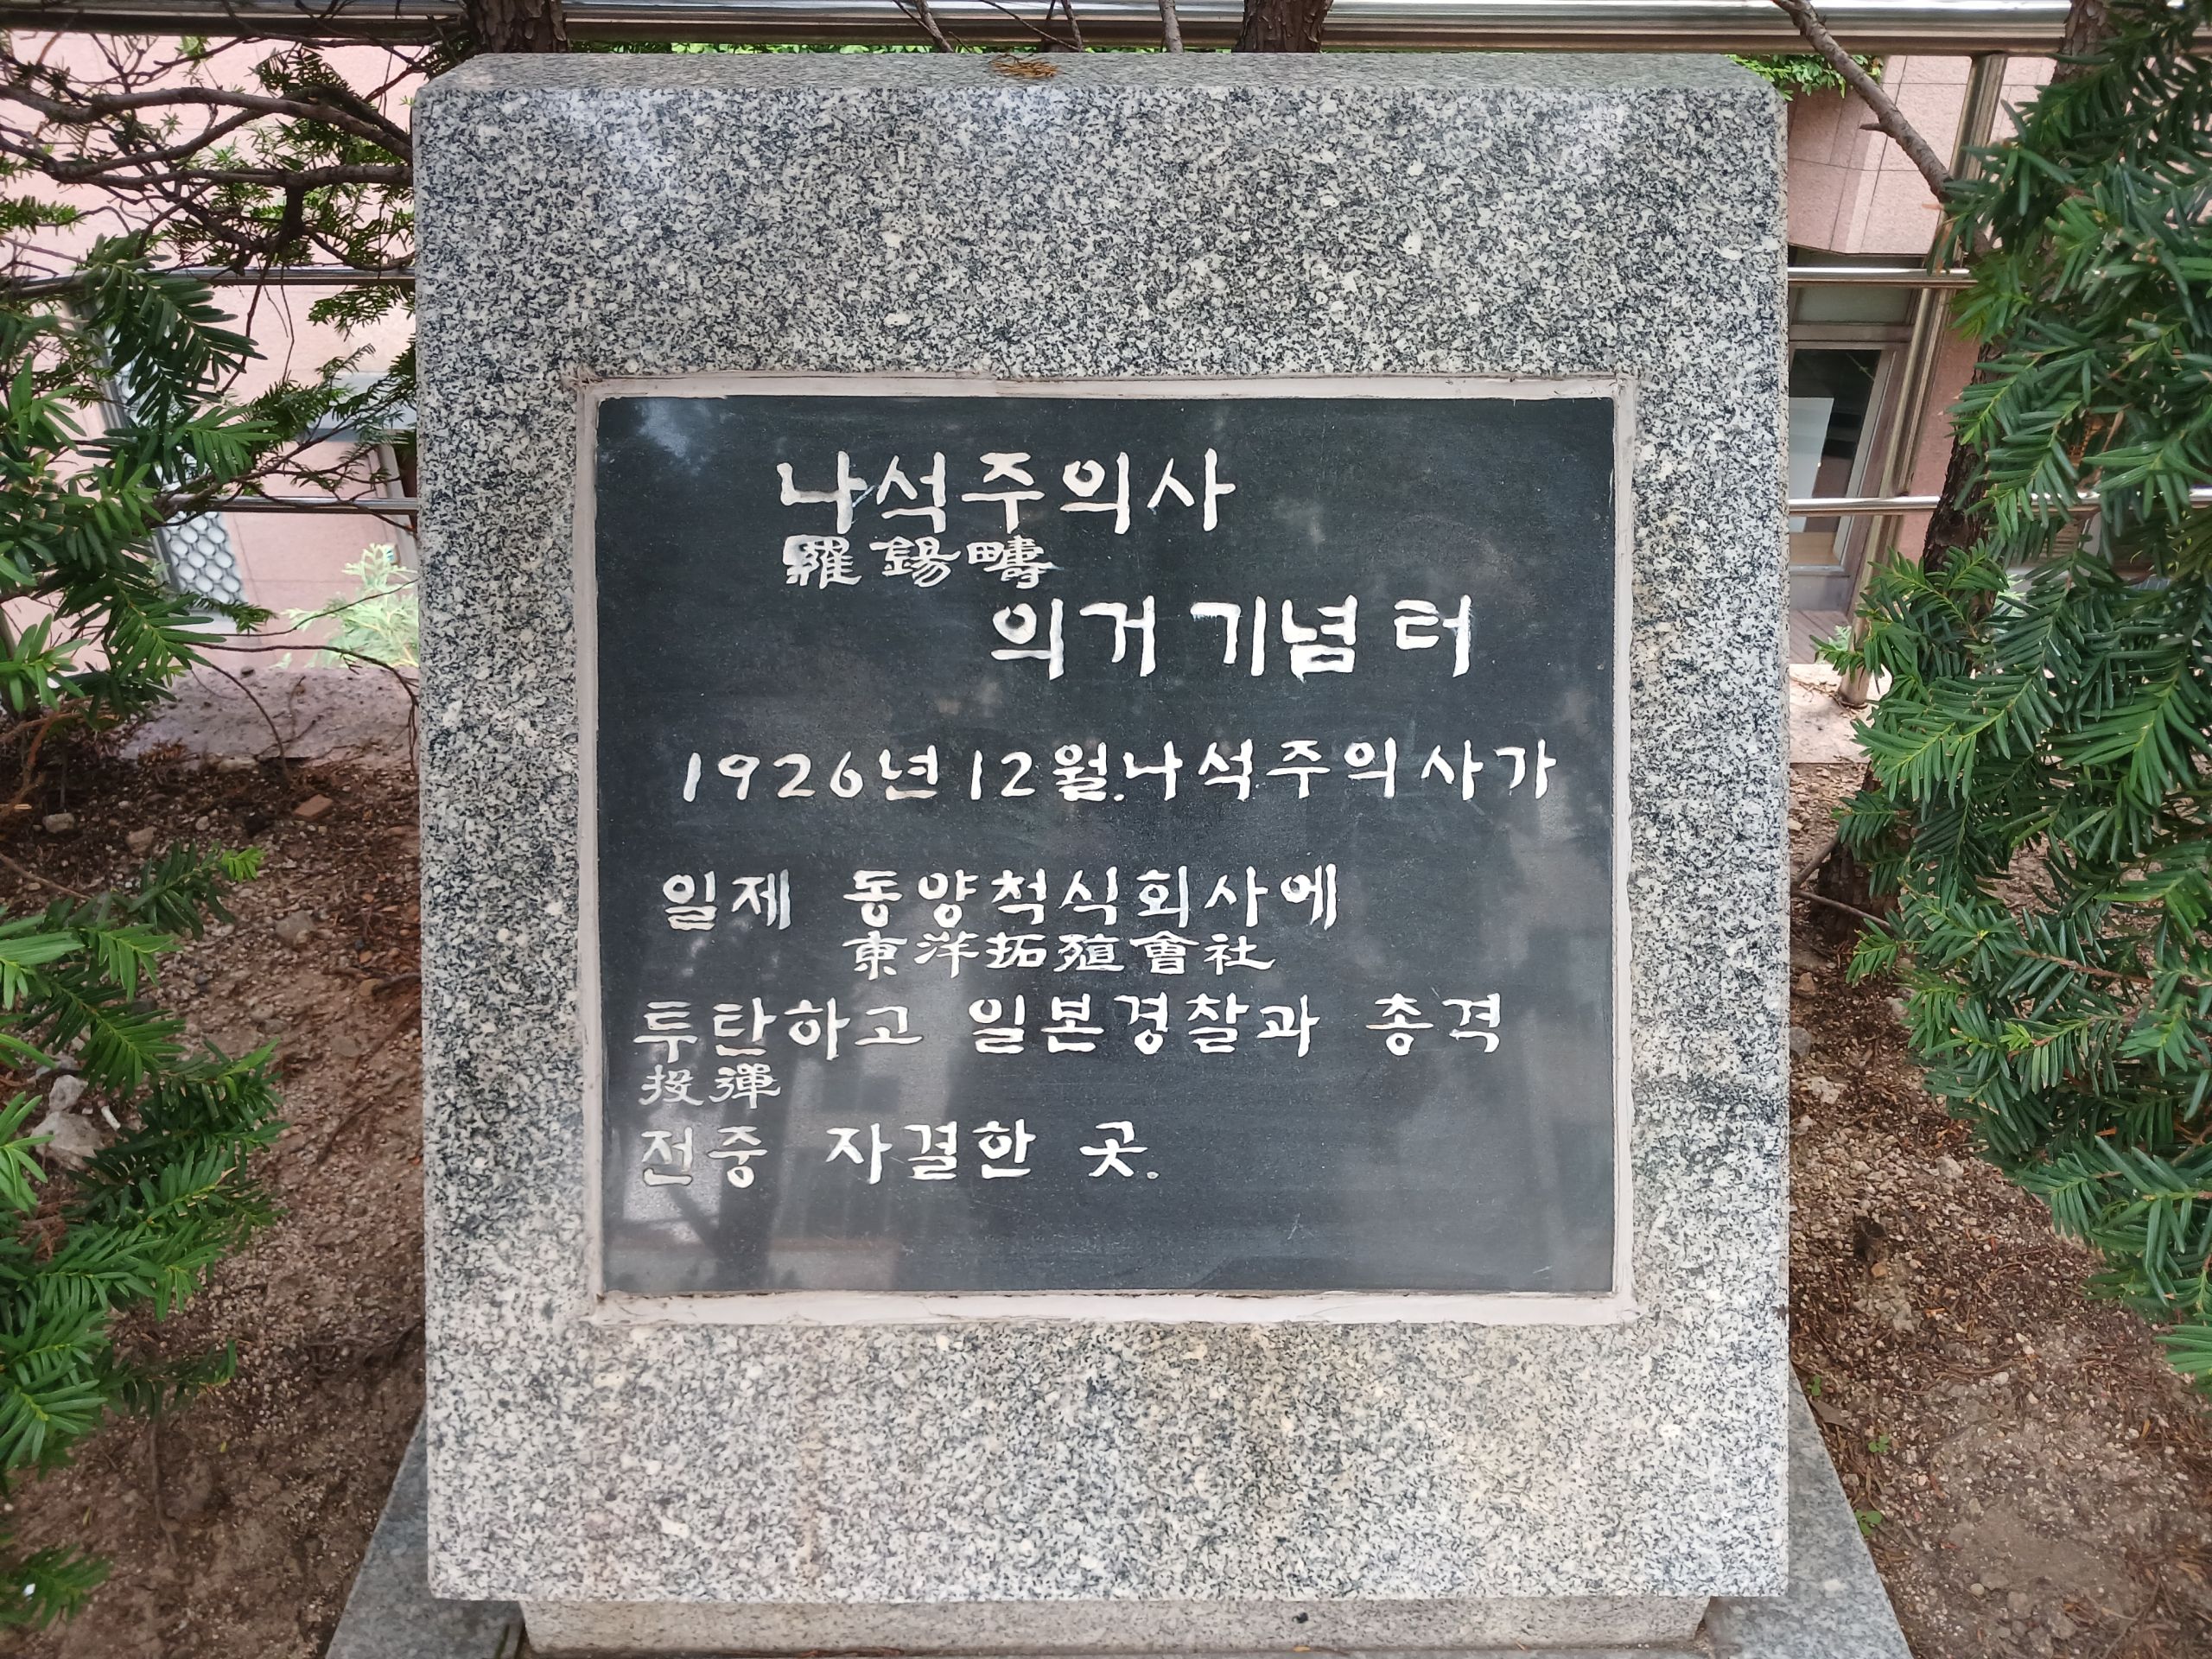 나석주의사
羅錫疇
의거 기념 터
1926년 12월.나석주의사가
일제 동양척식회사에
東洋拓殖會社
투탄하고 일본경찰과 총격
投彈
전중 자결한 곳.